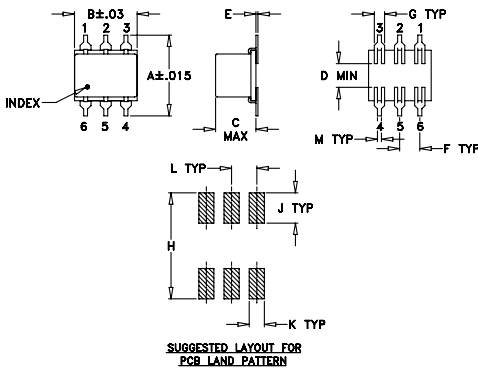 B±.03
E
G TYP
1 2 3
3 2 1
A±.015
D MIN
INDEX
6 5 4
C
MAX
4 5 6
M TYP
F TYP
L TYP
J TYP
H
K TYP
SUGGESTED LAYOUT FOR
PCB LAND PATTERN